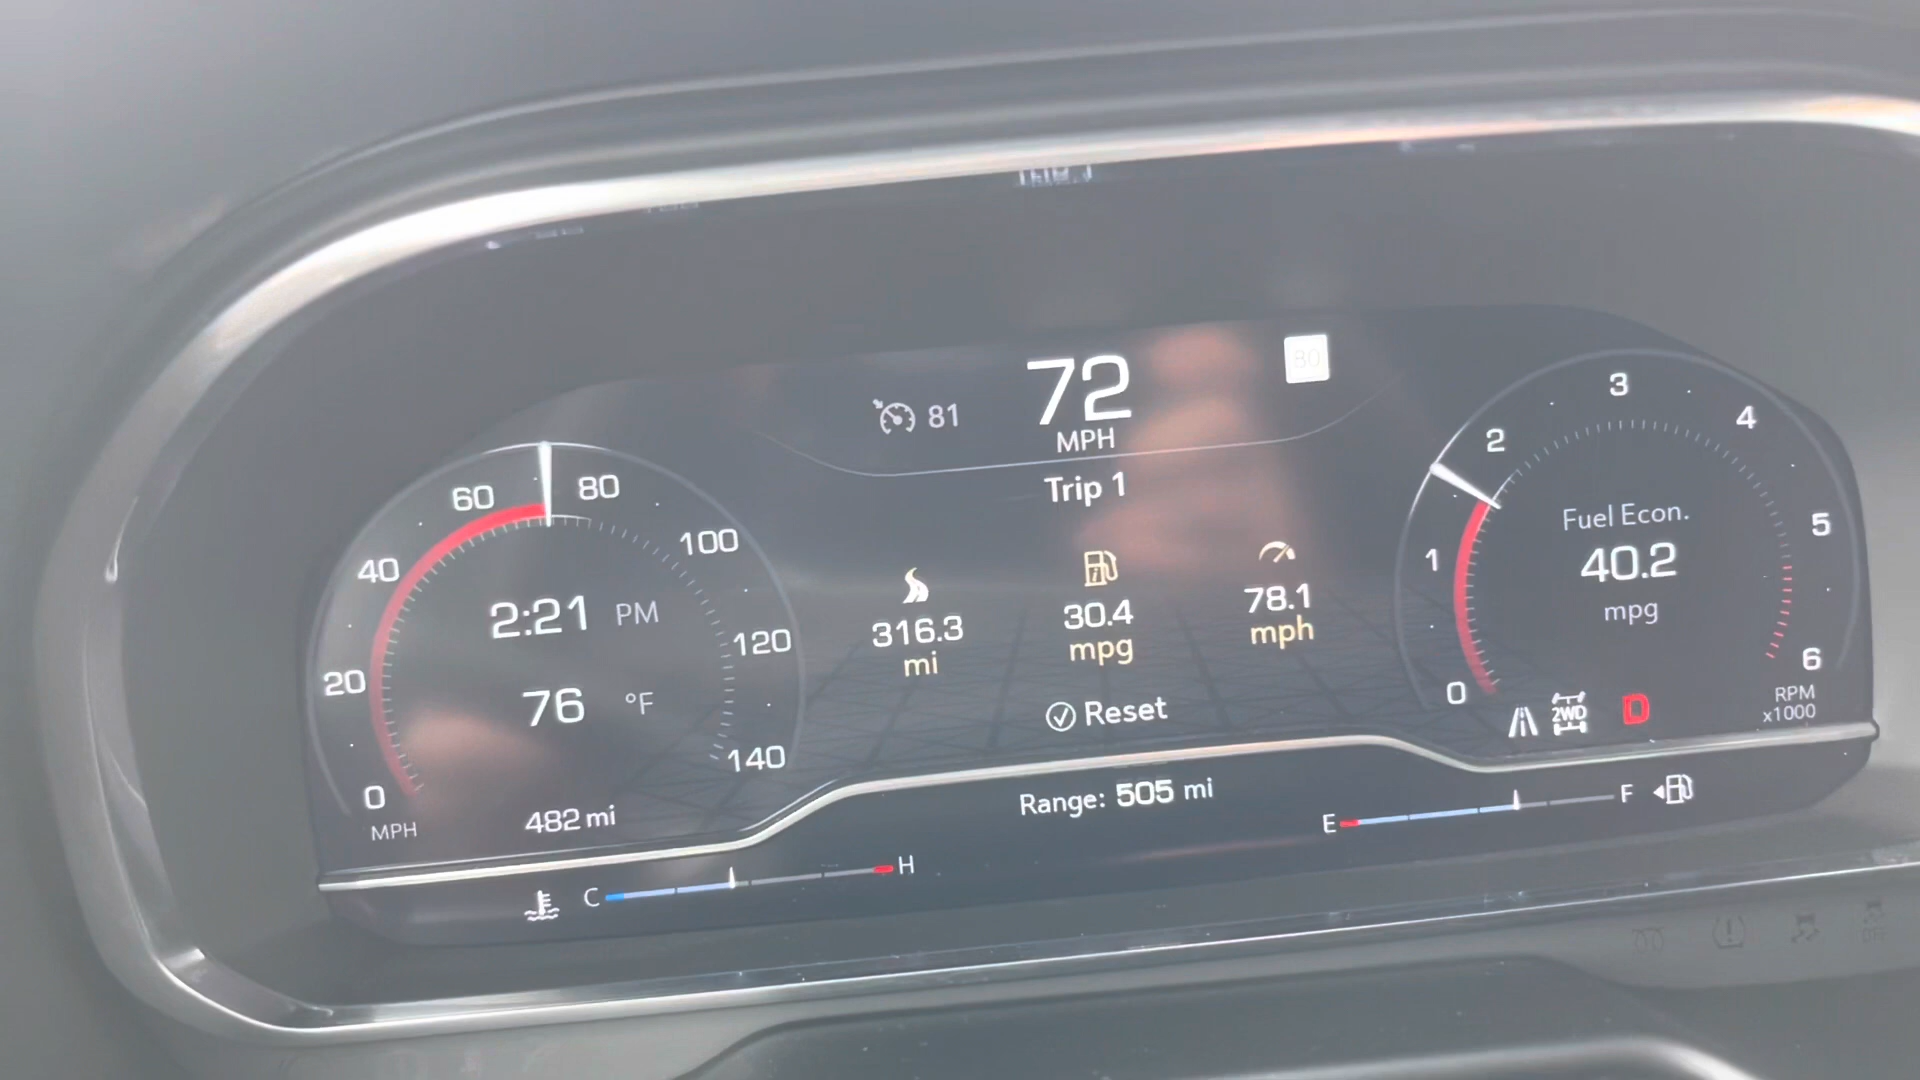 81
72
MPH
80
Trip 1
316.3
mi
30.4
mpg
78.1
mph
Reset
0
20
40
60
80
100
120
140
MPH
2:21 PM
76 °F
482 mi
0
1
2
3
4
5
6
RPM
x1000
Fuel Econ.
40.2
mpg
2WD
D
Range: 505 mi
E F
C H
OFF